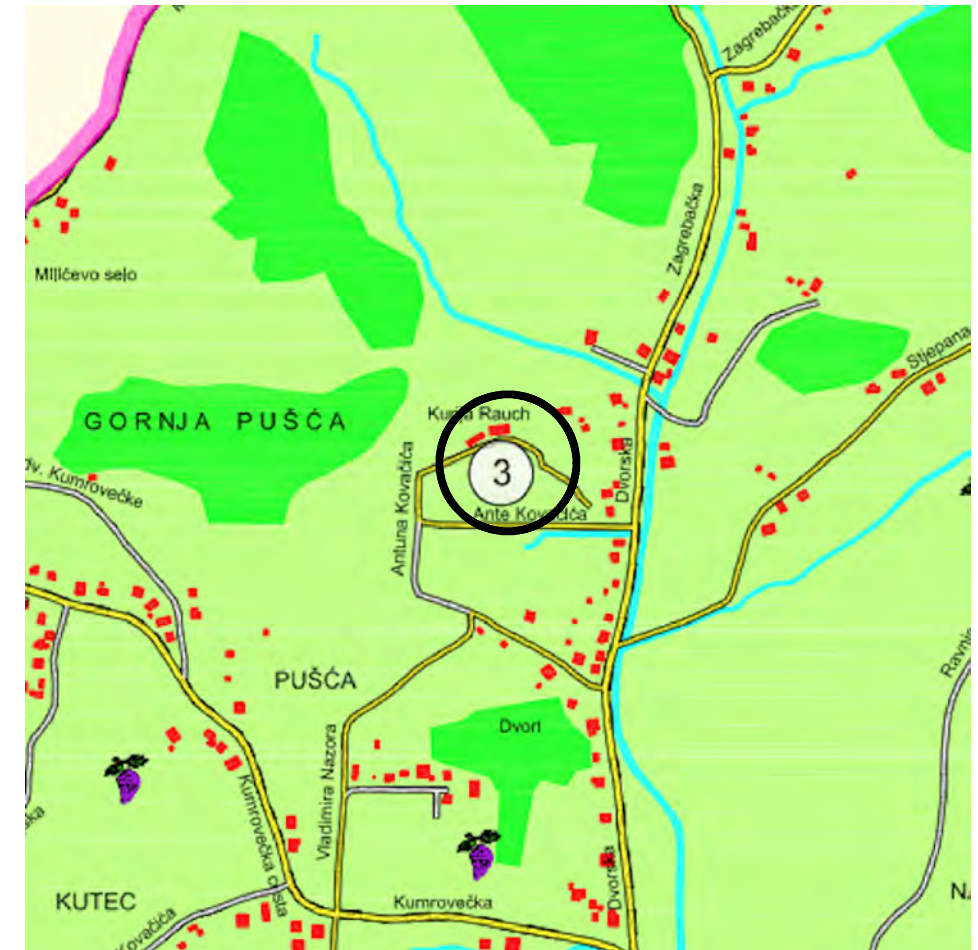 Zagrebačka
Zagrebačka
Milićevo selo
Stjepana
GORNJA PUŠĆA
Kurija Rauch
3
Antuna Kovačića
Dvorska
Ante Kovačića
dv. Kumrovečke
PUŠĆA
Dvori
Vladimira Nazora
Kumrovečka cesta
Dvorska
KUTEC
Kumrovečka
Kovačića